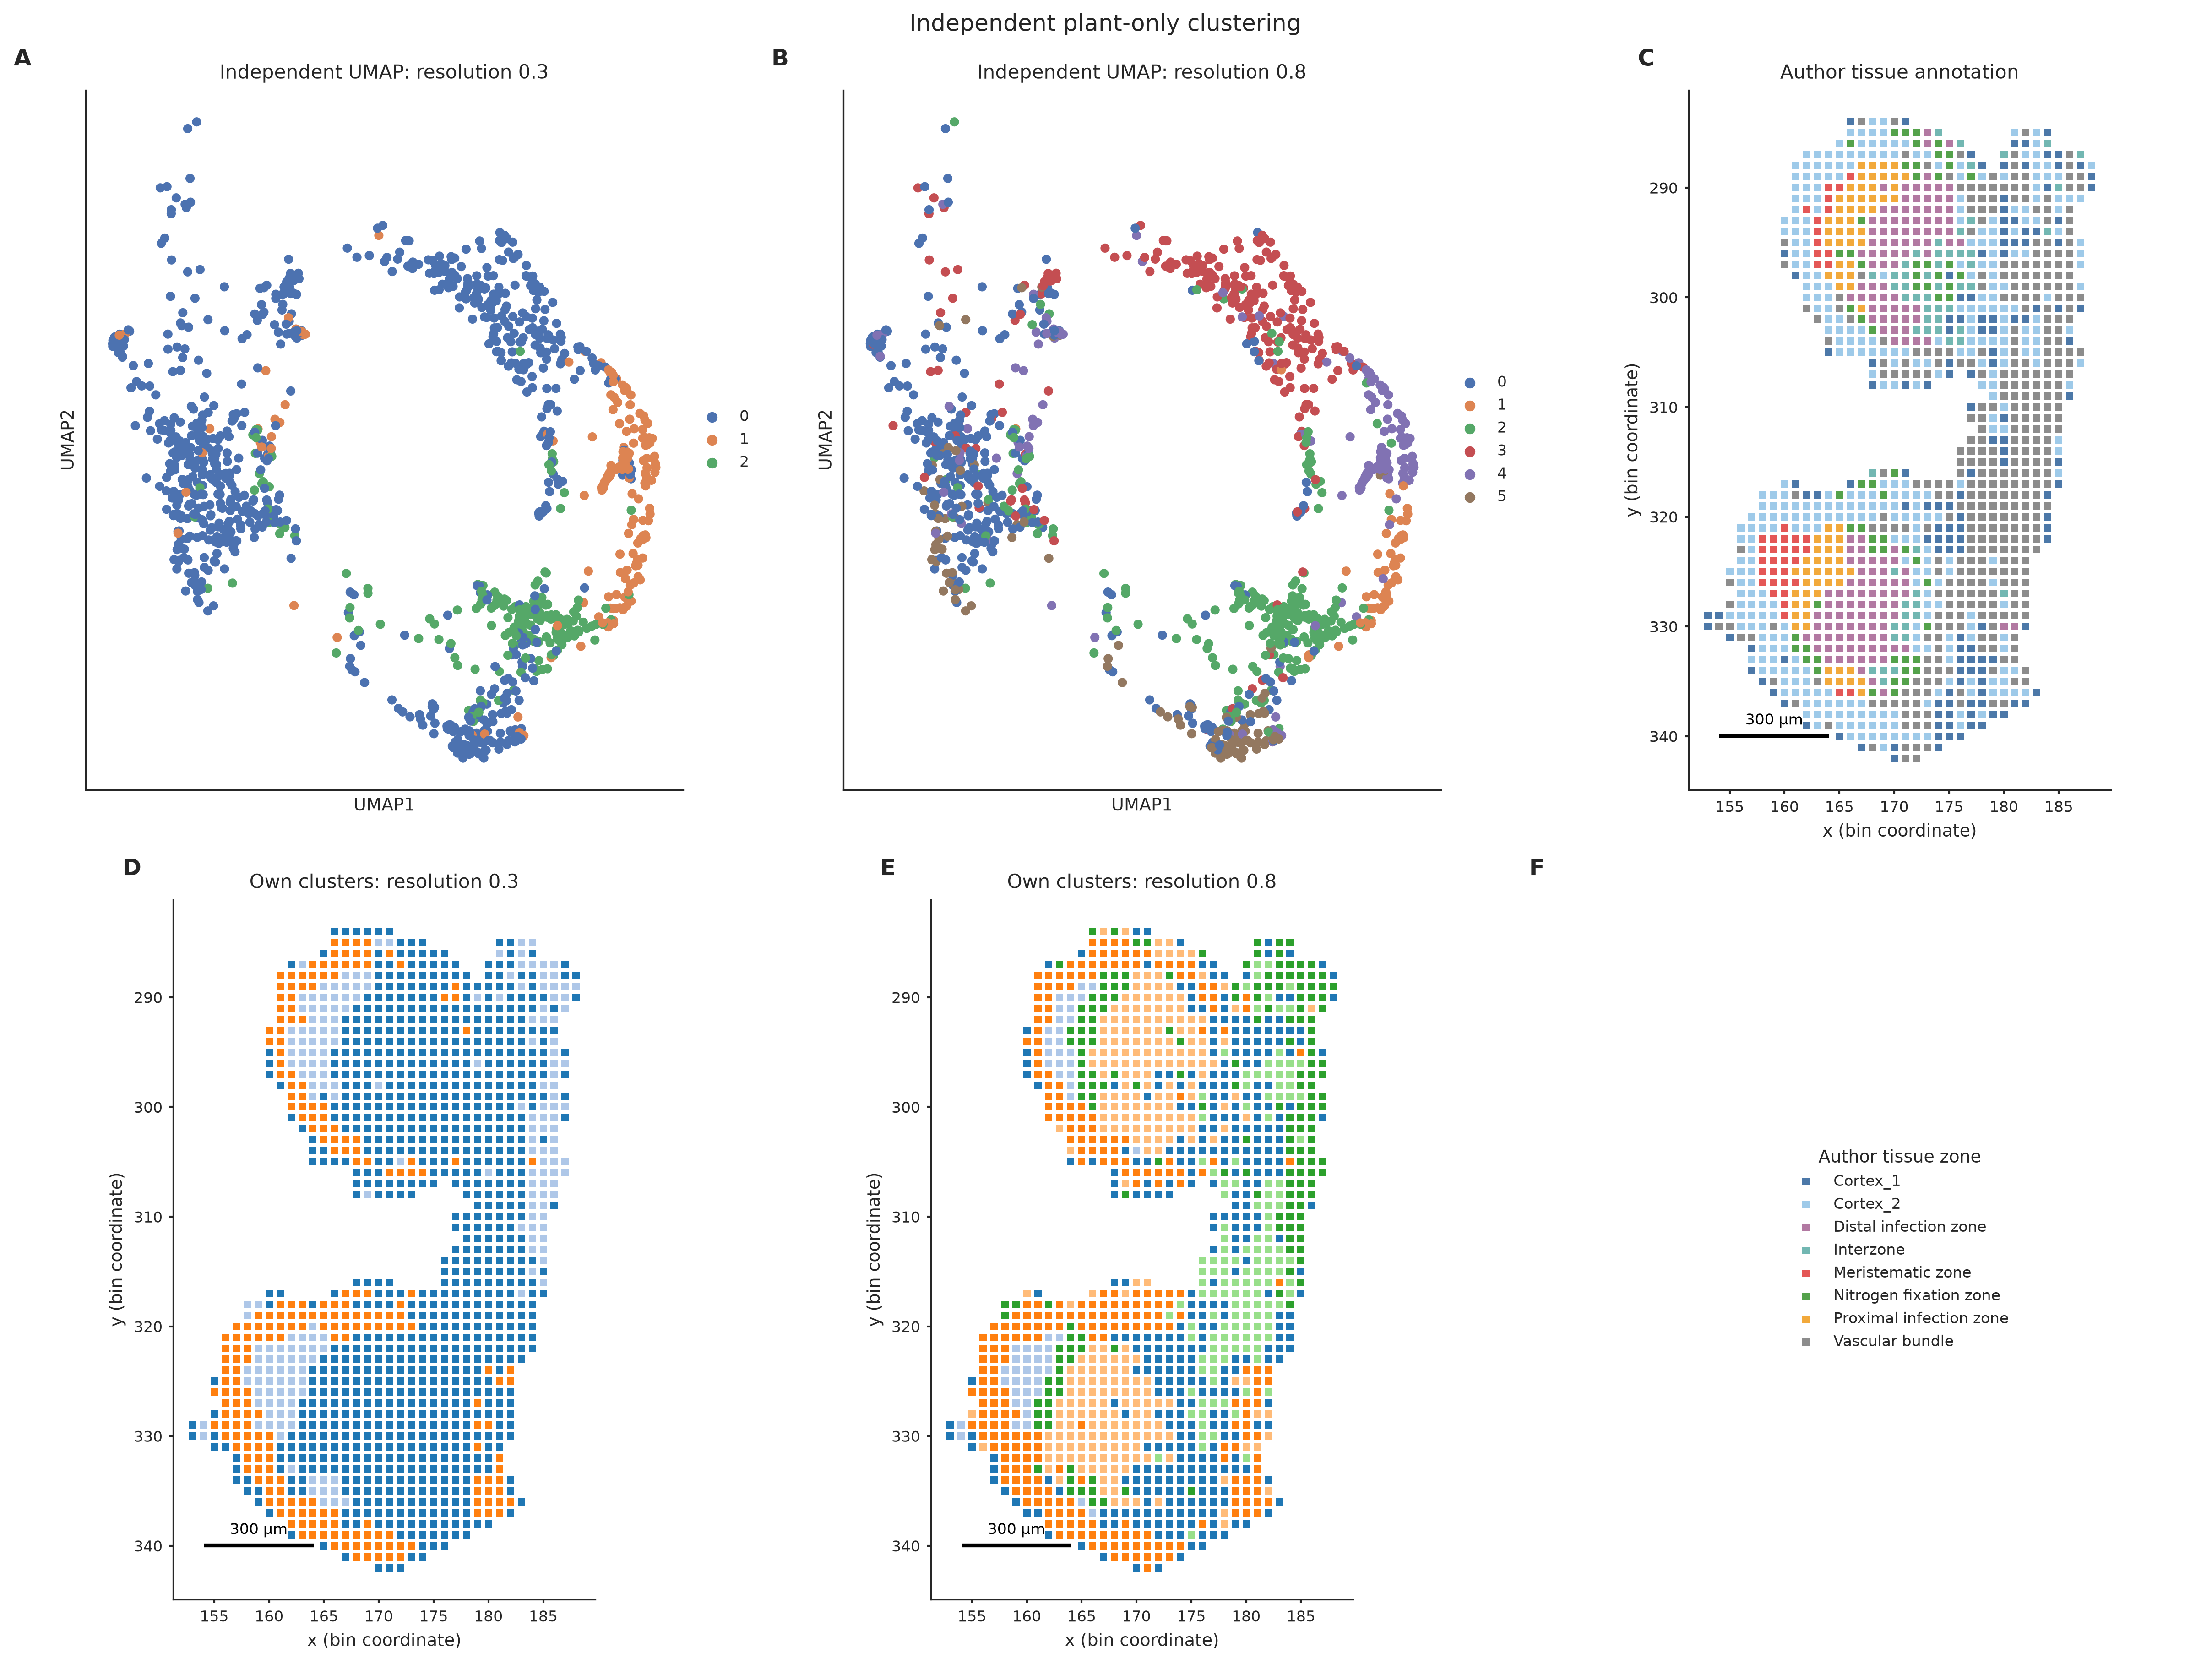 Independent plant-only clustering
A
Independent UMAP: resolution 0.3
UMAP2
UMAP1
0
1
2
B
Independent UMAP: resolution 0.8
UMAP2
UMAP1
0
1
2
3
4
5
C
Author tissue annotation
y (bin coordinate)
290
300
310
320
330
340
300 µm
155 160 165 170 175 180 185
x (bin coordinate)
D
Own clusters: resolution 0.3
y (bin coordinate)
290
300
310
320
330
340
300 µm
155 160 165 170 175 180 185
x (bin coordinate)
E
Own clusters: resolution 0.8
y (bin coordinate)
290
300
310
320
330
340
300 µm
155 160 165 170 175 180 185
x (bin coordinate)
F
Author tissue zone
Cortex_1
Cortex_2
Distal infection zone
Interzone
Meristematic zone
Nitrogen fixation zone
Proximal infection zone
Vascular bundle